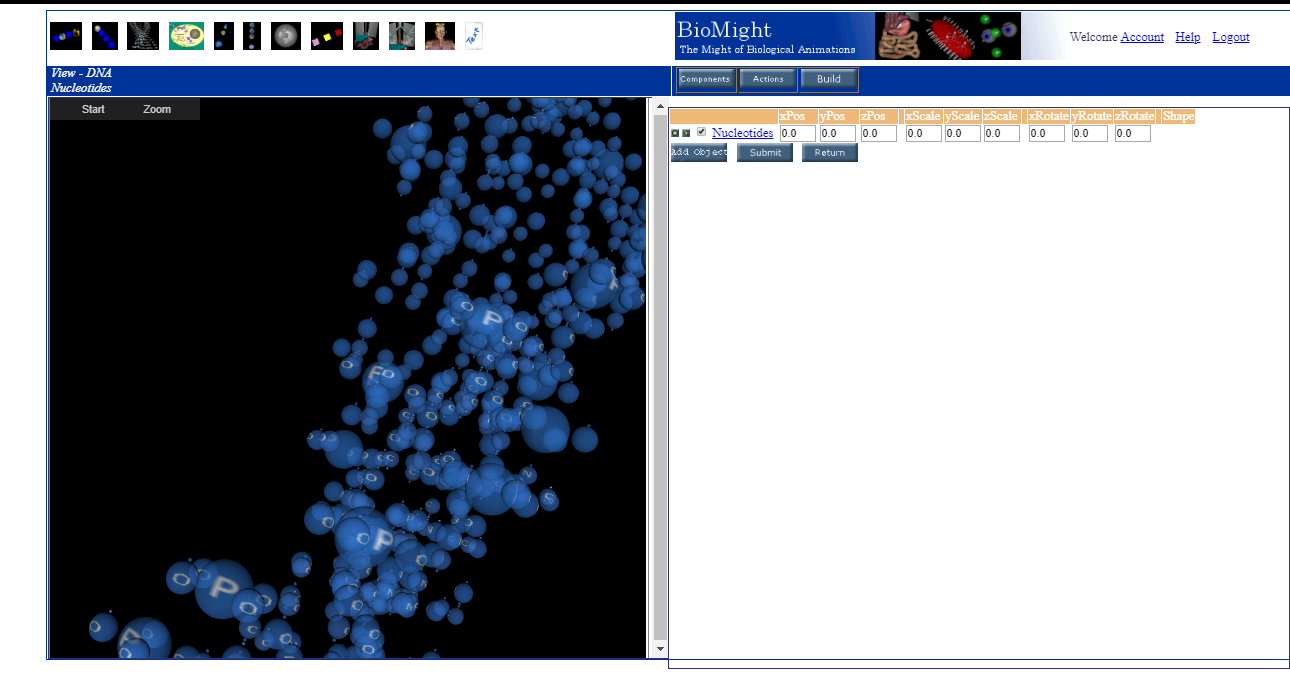 BioMight
The Might of Biological Animations
Welcome Account Help Logout
View - DNA
Nucleotides
Components Actions Build
Start Zoom
xPos yPos zPos xScale yScale zScale xRotate yRotate zRotate Shape
Nucleotides 0.0 0.0 0.0 0.0 0.0 0.0 0.0 0.0 0.0
Add Object Submit Return
P
P
F O
P
O P O
O